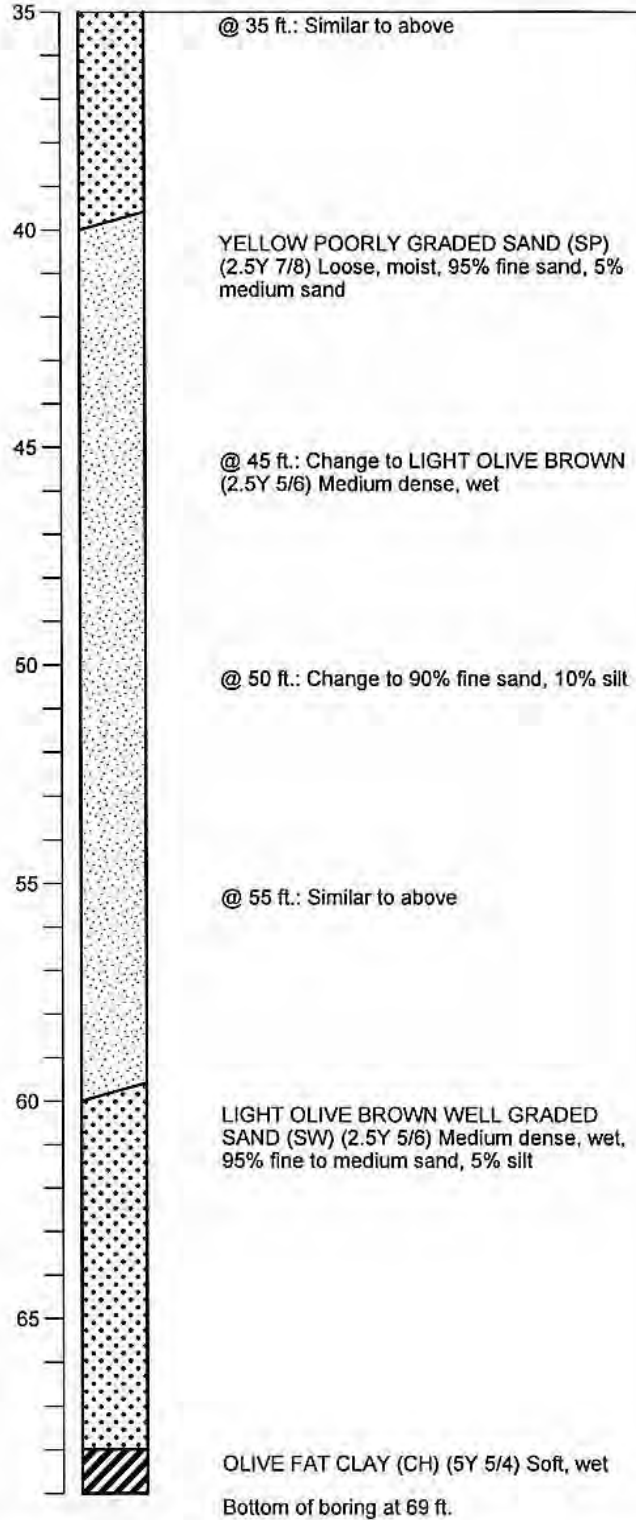 35
@ 35 ft.: Similar to above
40
YELLOW POORLY GRADED SAND (SP)
(2.5Y 7/8) Loose, moist, 95% fine sand, 5%
medium sand
45
@ 45 ft.: Change to LIGHT OLIVE BROWN
(2.5Y 5/6) Medium dense, wet
50
@ 50 ft.: Change to 90% fine sand, 10% silt
55
@ 55 ft.: Similar to above
60
LIGHT OLIVE BROWN WELL GRADED
SAND (SW) (2.5Y 5/6) Medium dense, wet,
95% fine to medium sand, 5% silt
65
OLIVE FAT CLAY (CH) (5Y 5/4) Soft, wet
Bottom of boring at 69 ft.